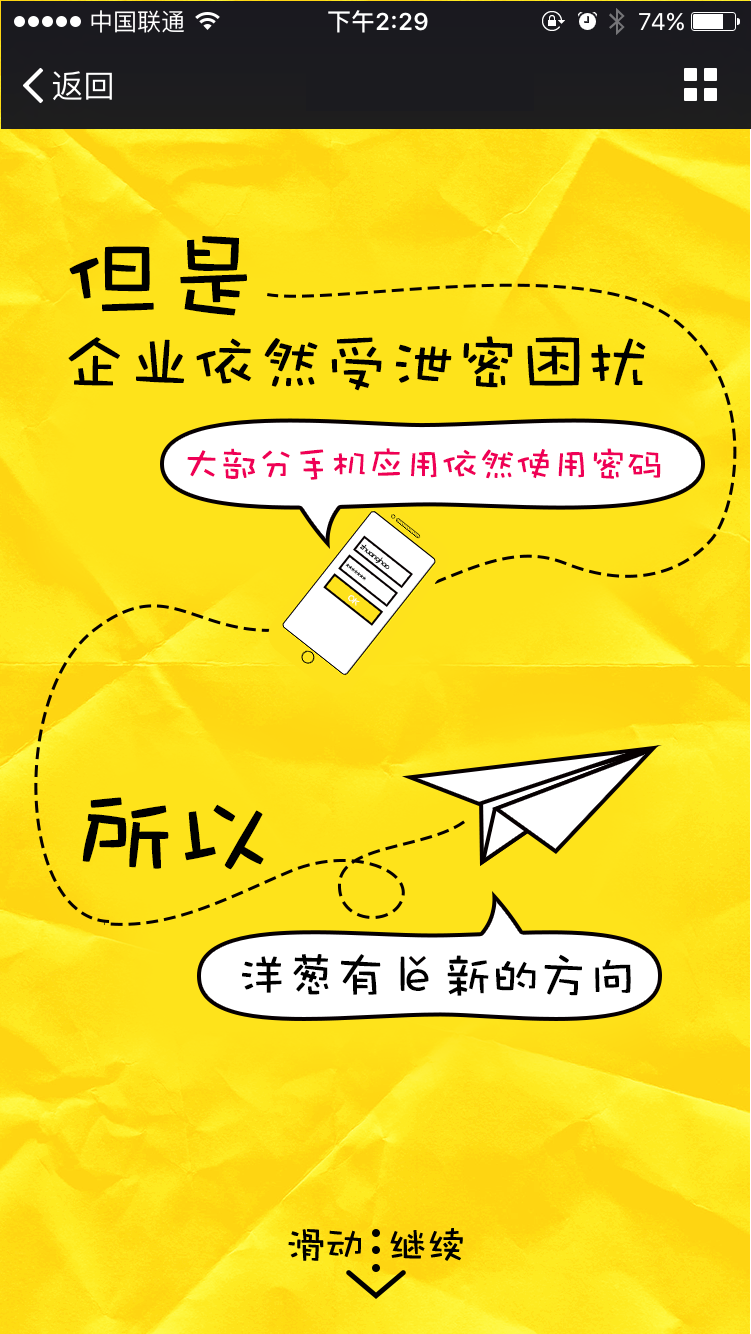 中国联通
下午2:29
74%
返回
但是
企业依然受泄密困扰
大部分手机应用依然使用密码
zhuanghao
*******
OK
所以
洋葱有了新的方向
滑动
继续